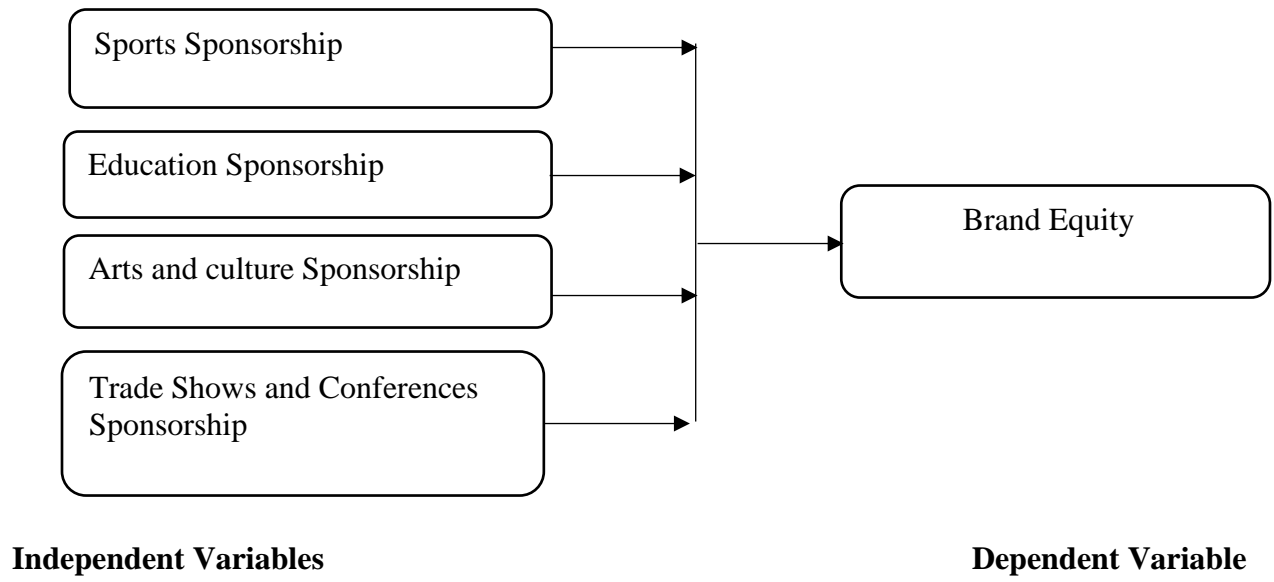 Sports Sponsorship
Education Sponsorship
Brand Equity
Arts and culture Sponsorship
Trade Shows and Conferences
Sponsorship
Independent Variables
Dependent Variable